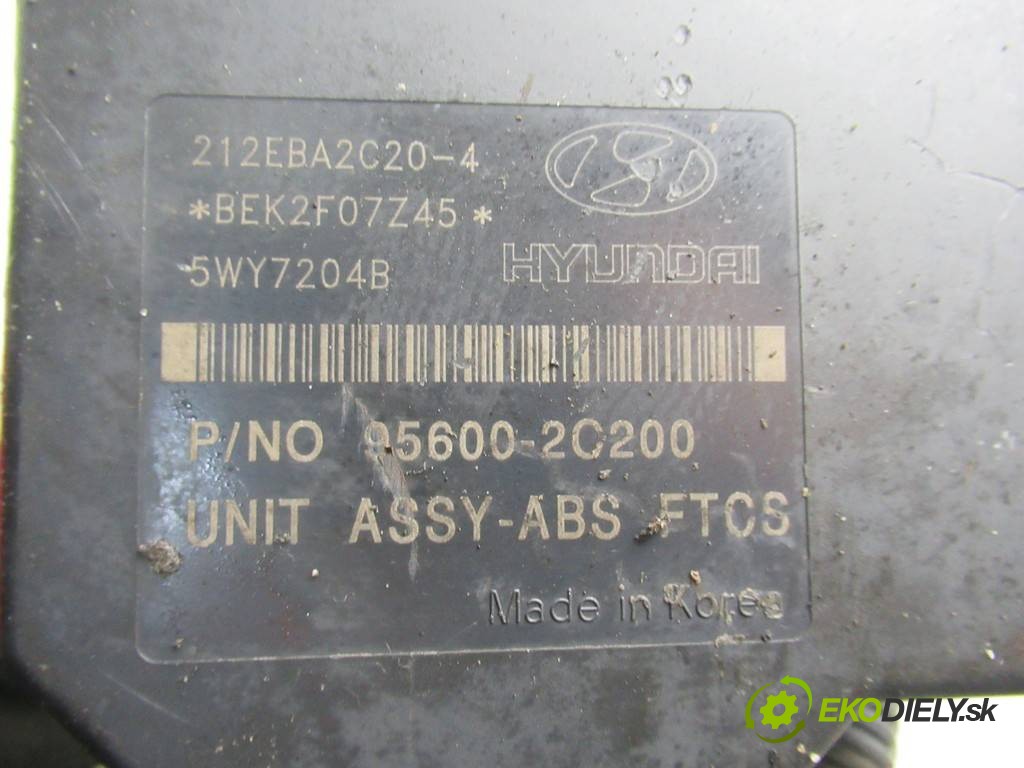 212EBA2C20-4
*BEK2F07Z45*
5WY7204B
HYUNDAI
P/NO 95600-2C200
UNIT ASSY-ABS FTCS
Made in Korea
EKODIELY.sk